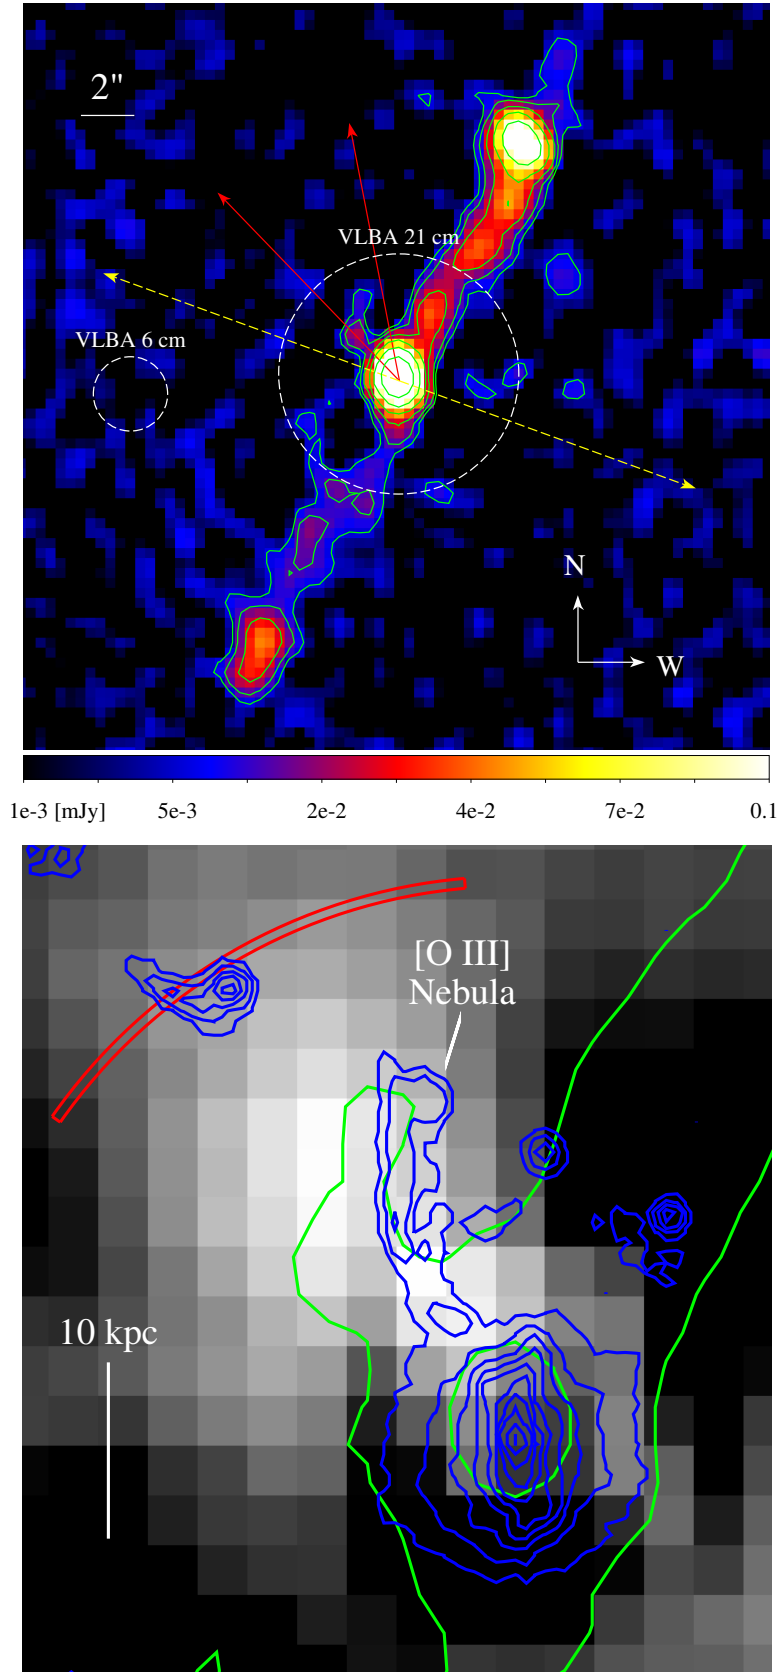 2"
VLBA 21 cm
VLBA 6 cm
N
W
1e-3 [mJy] 5e-3 2e-2 4e-2 7e-2 0.1
[O III]
Nebula
10 kpc